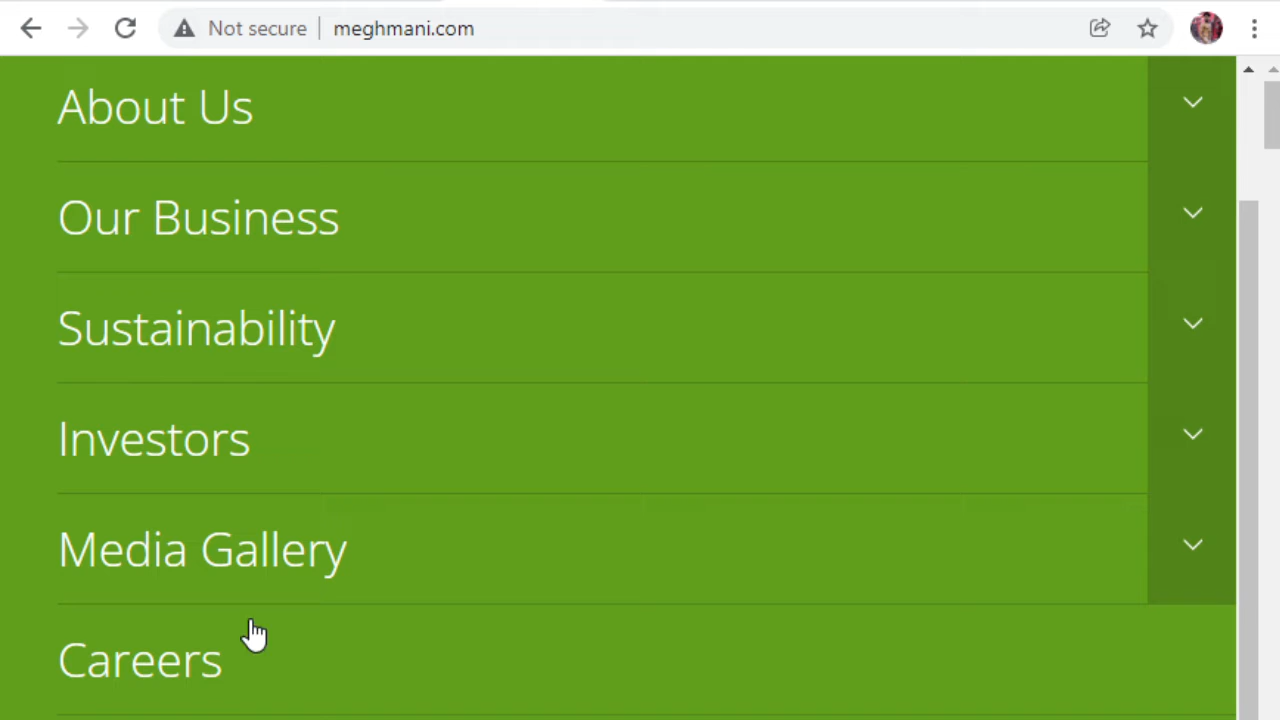 Not secure meghmani.com
About Us
Our Business
Sustainability
Investors
Media Gallery
Careers